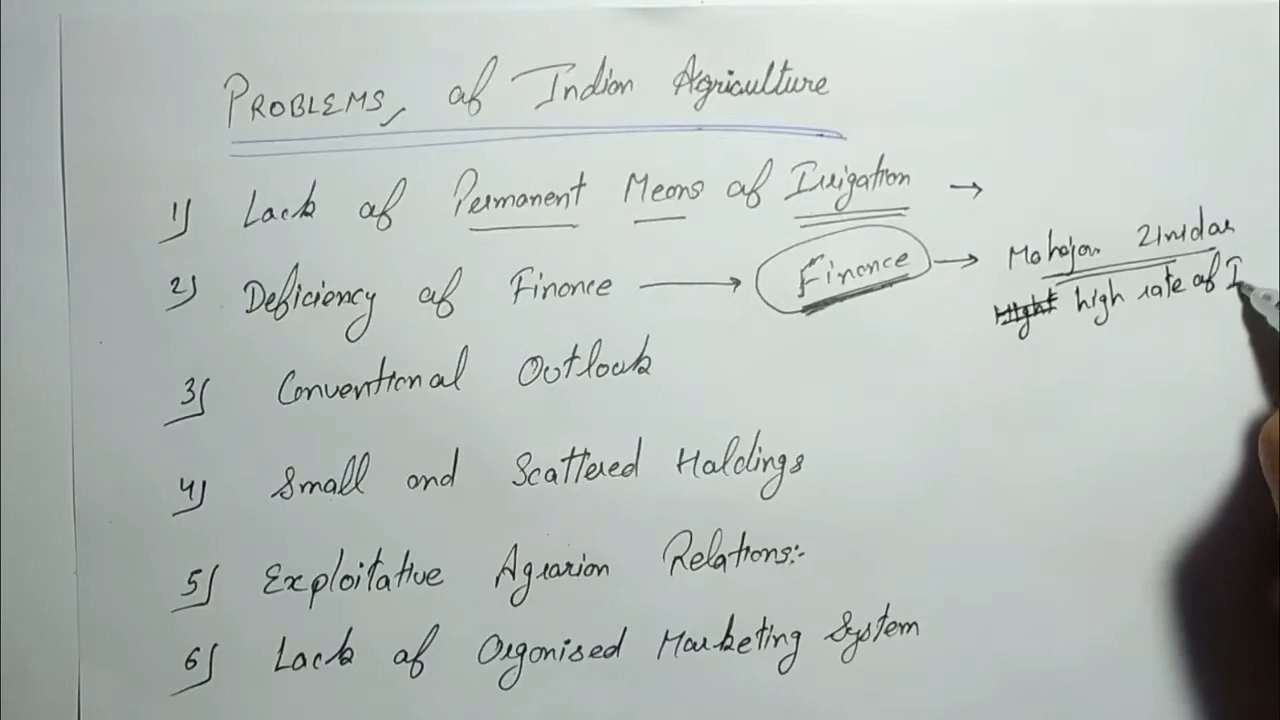 PROBLEMS, of Indian Agriculture
1) Lack of Permanent Means of Irrigation →
2) Deficiency of Finance → Finance → Mahajan Zimidar
high rate of I
3) Conventional Outlook
4) Small and Scattered Holdings
5) Exploitative Agrarian Relations:-
6) Lack of Organised Marketing System